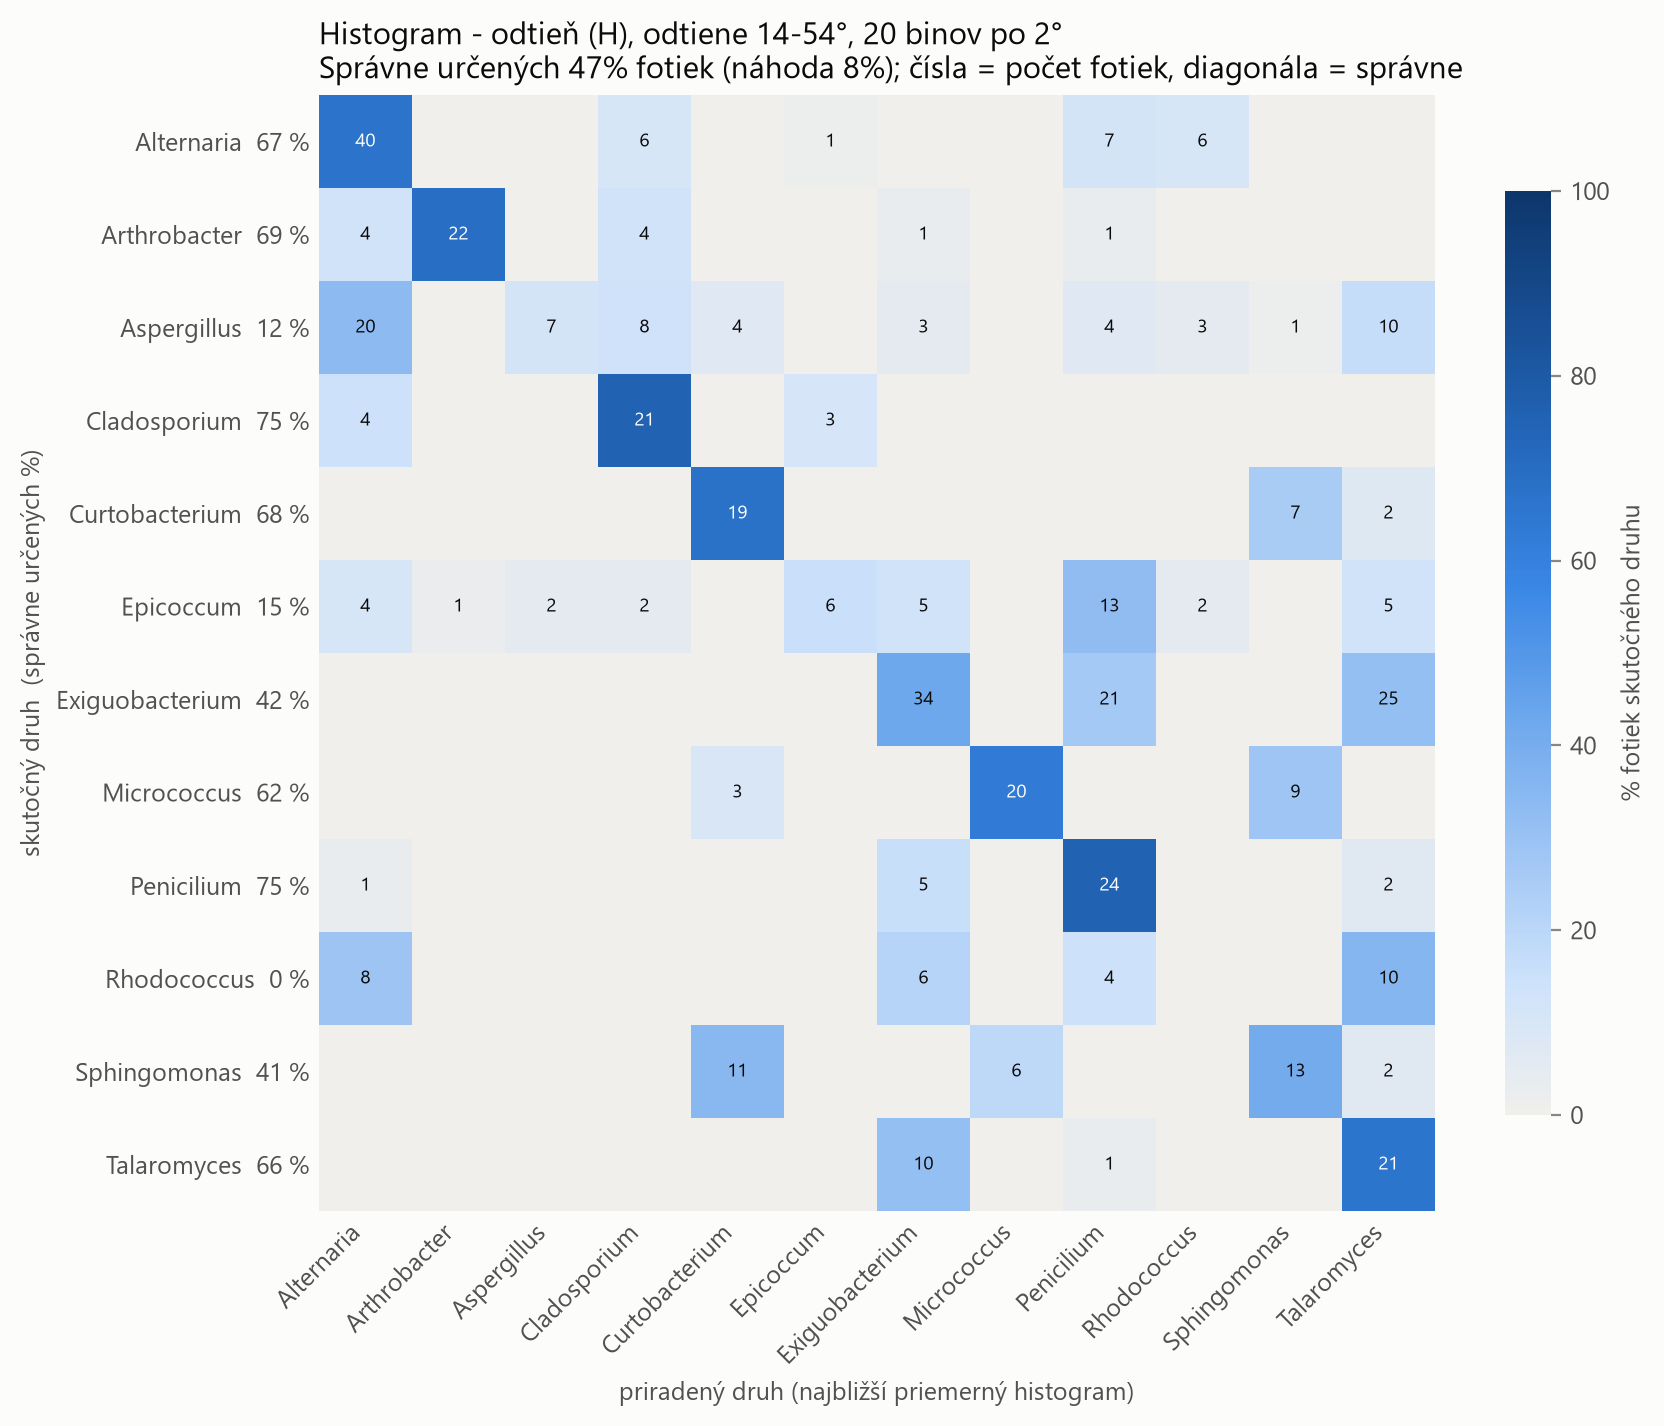 Histogram - odtieň (H), odtiene 14-54°, 20 binov po 2°
Správne určených 47% fotiek (náhoda 8%); čísla = počet fotiek, diagonála = správne
skutočný druh (správne určených %)
Alternaria 67 % 40 6 1 7 6
Arthrobacter 69 % 4 22 4 1 1
Aspergillus 12 % 20 7 8 4 3 4 3 1 10
Cladosporium 75 % 4 21 3
Curtobacterium 68 % 19 7 2
Epicoccum 15 % 4 1 2 2 6 5 13 2 5
Exiguobacterium 42 % 34 21 25
Micrococcus 62 % 3 20 9
Penicilium 75 % 1 5 24 2
Rhodococcus 0 % 8 6 4 10
Sphingomonas 41 % 11 6 13 2
Talaromyces 66 % 10 1 21
Alternaria
Arthrobacter
Aspergillus
Cladosporium
Curtobacterium
Epicoccum
Exiguobacterium
Micrococcus
Penicilium
Rhodococcus
Sphingomonas
Talaromyces
priradený druh (najbližší priemerný histogram)
100
80
60
40
20
0
% fotiek skutočného druhu